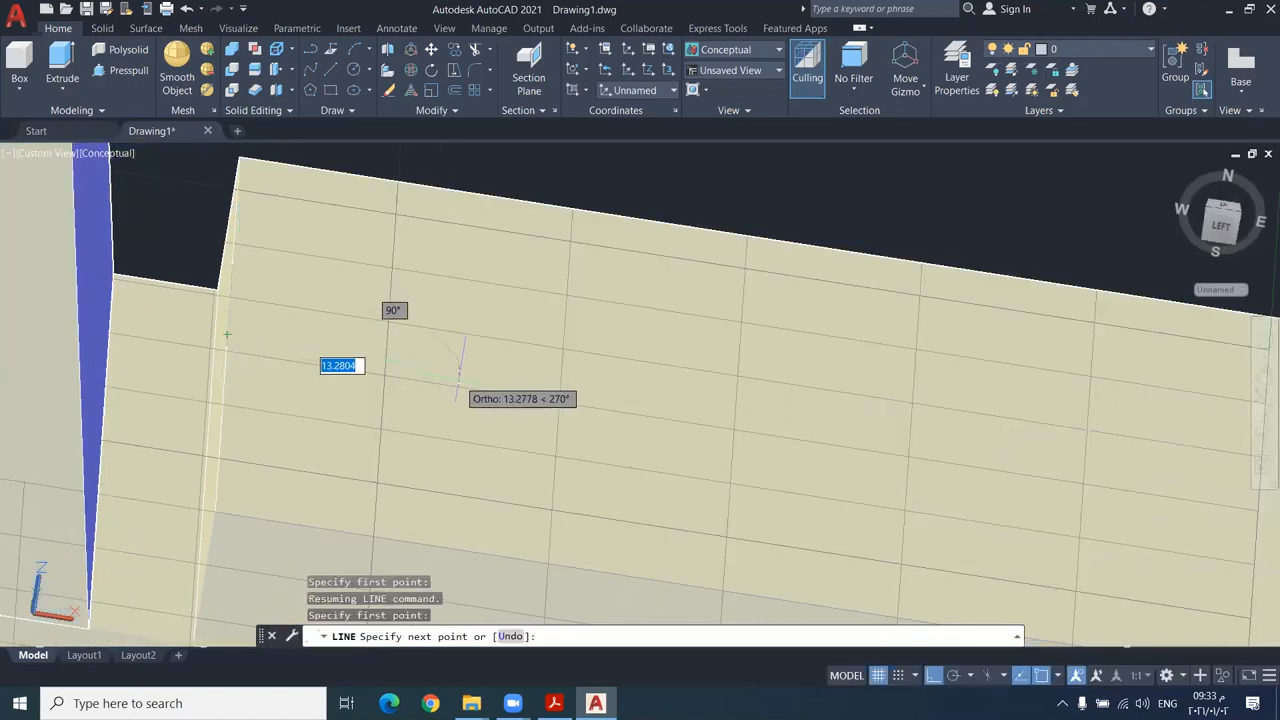 Autodesk AutoCAD 2021 Drawing1.dwg
Type a keyword or phrase
Sign In
Home Solid Surface Mesh Visualize Parametric Insert Annotate View Manage Output Add-ins Collaborate Express Tools Featured Apps
Box
Extrude
Polysolid
Presspull
Smooth
Object
Section
Plane
Unnamed
Conceptual
Unsaved View
Culling
No Filter
Move
Gizmo
Layer
Properties
0
Group
Base
Modeling Mesh Solid Editing Draw Modify Section Coordinates View Selection Layers Groups View
Start
Drawing1*
[−][Custom View][Conceptual]
N
W
E
S
LEFT
Unnamed
90°
13.2804
Ortho: 13.2778 < 270°
Z
X
Specify first point:
Resuming LINE command.
Specify first point:
LINE Specify next point or [Undo]:
Model Layout1 Layout2
MODEL
1:1
Type here to search
ENG
09:33 م